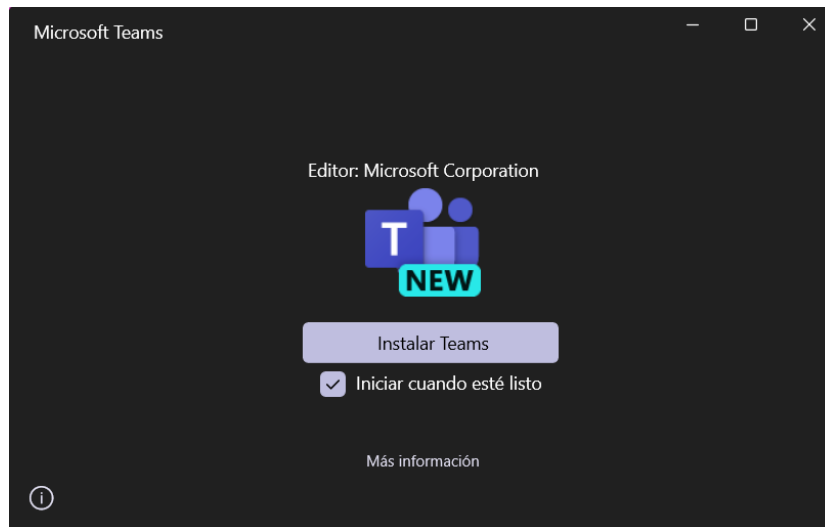 Microsoft Teams
Editor: Microsoft Corporation
T
NEW
Instalar Teams
Iniciar cuando esté listo
Más información